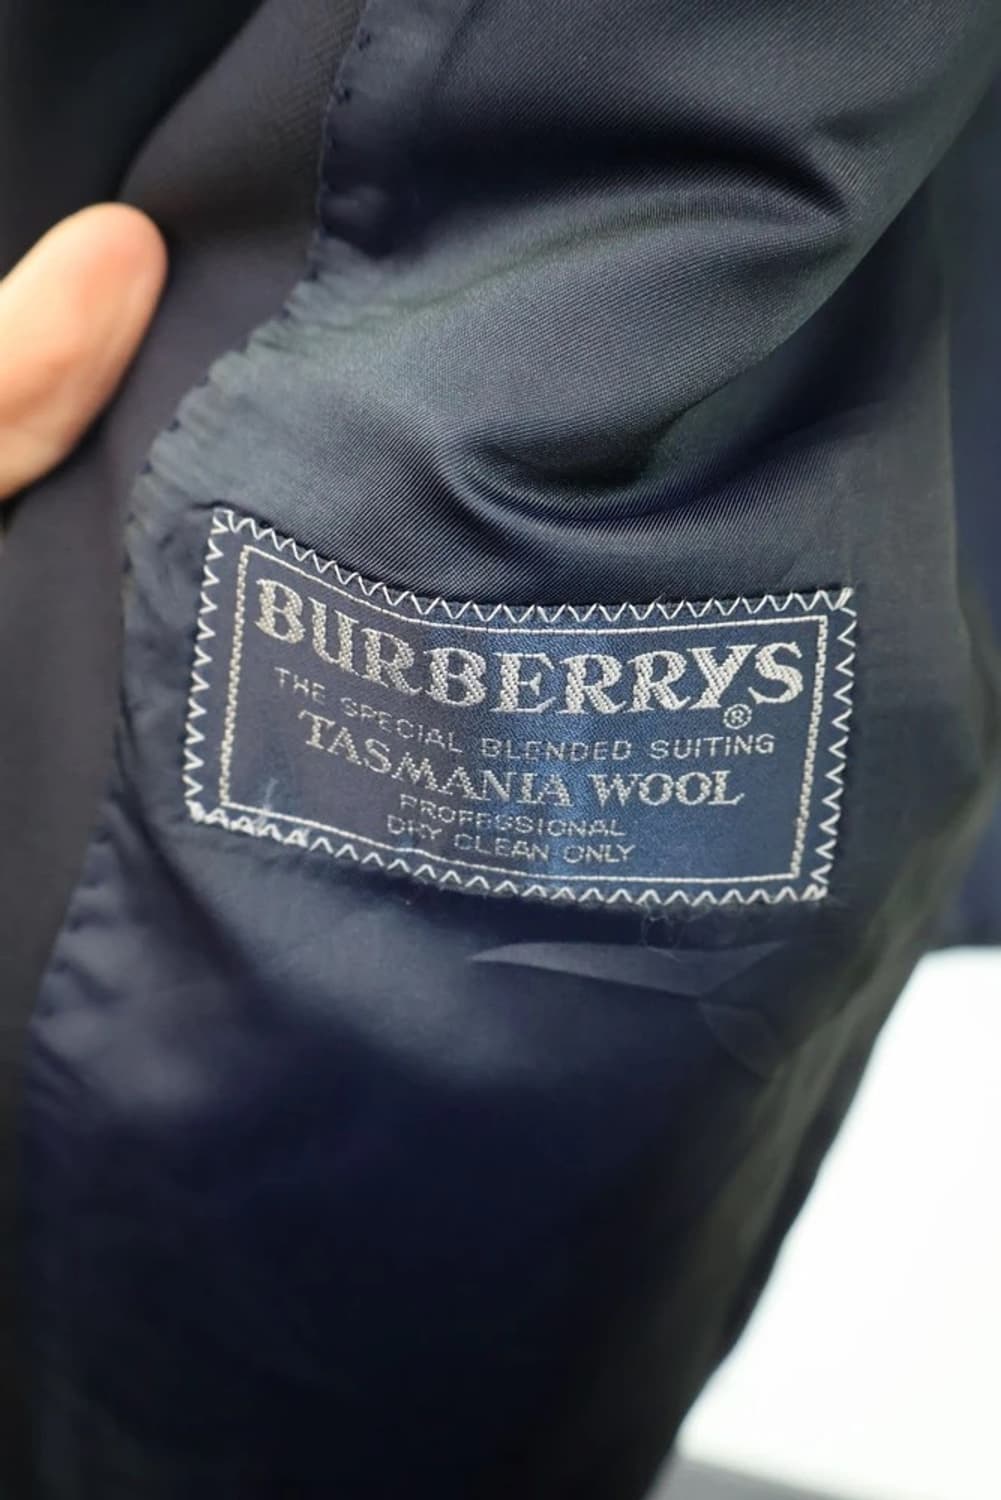 BURBERRYS
®
THE SPECIAL BLENDED SUITING
TASMANIA WOOL
PROFESSIONAL
DRY CLEAN ONLY